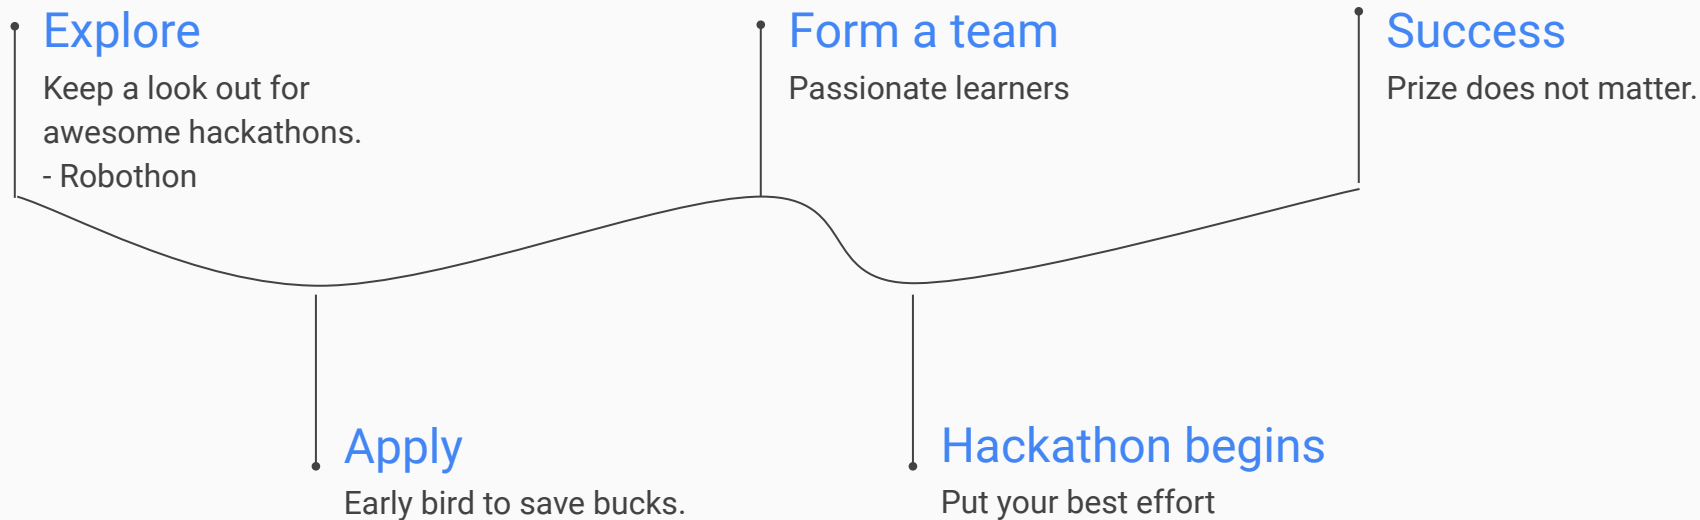 Explore
Keep a look out for
awesome hackathons.
- Robothon
Apply
Early bird to save bucks.
Form a team
Passionate learners
Hackathon begins
Put your best effort
Success
Prize does not matter.